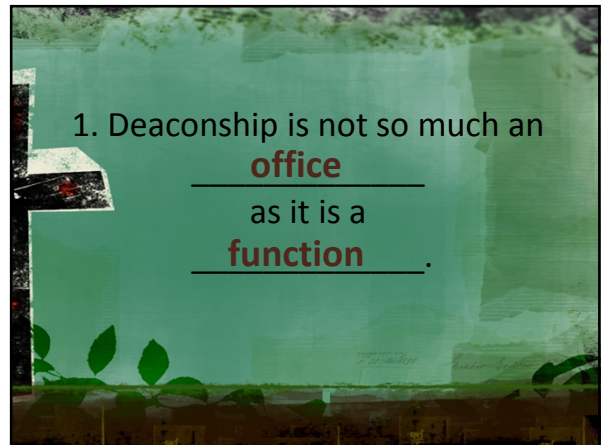 1. Deaconship is not so much an
office
as it is a
function.